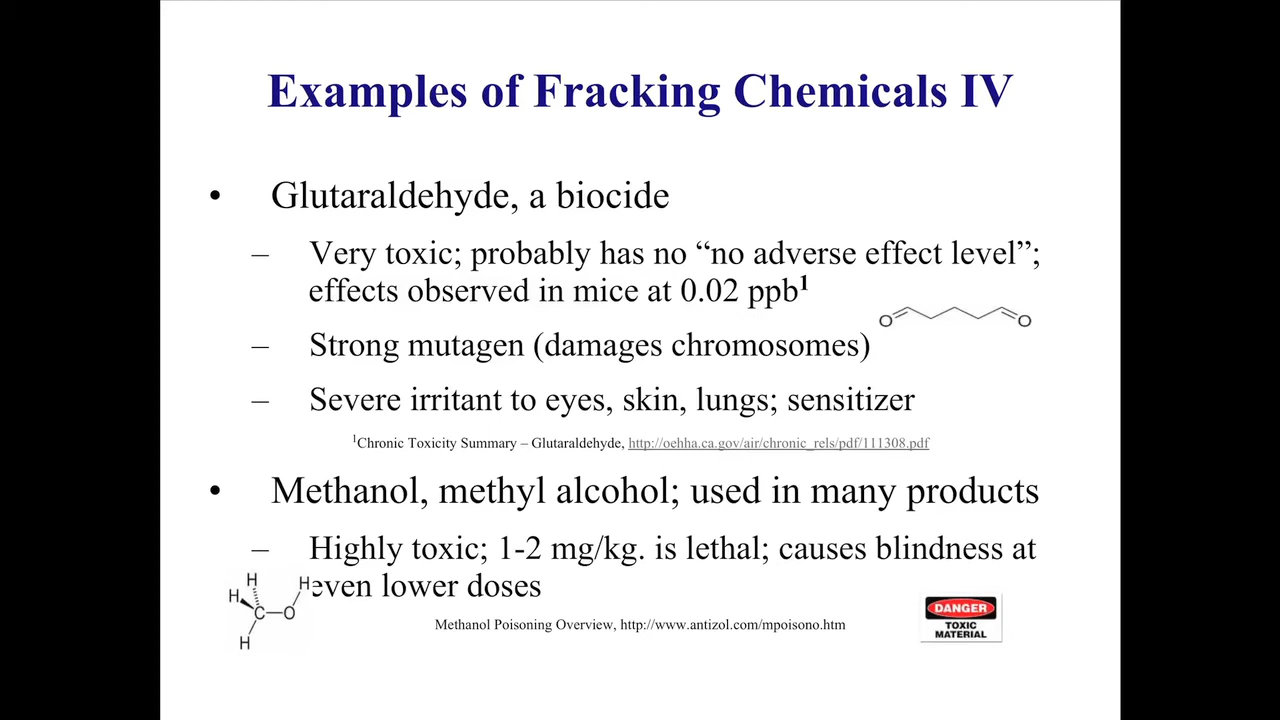 Examples of Fracking Chemicals IV
• Glutaraldehyde, a biocide
– Very toxic; probably has no “no adverse effect level”;
effects observed in mice at 0.02 ppb1
O O
– Strong mutagen (damages chromosomes)
– Severe irritant to eyes, skin, lungs; sensitizer
1Chronic Toxicity Summary – Glutaraldehyde, http://oehha.ca.gov/air/chronic_rels/pdf/111308.pdf
• Methanol, methyl alcohol; used in many products
– Highly toxic; 1-2 mg/kg. is lethal; causes blindness at
even lower doses
H H
H C O
H
Methanol Poisoning Overview, http://www.antizol.com/mpoisono.htm
DANGER
TOXIC
MATERIAL